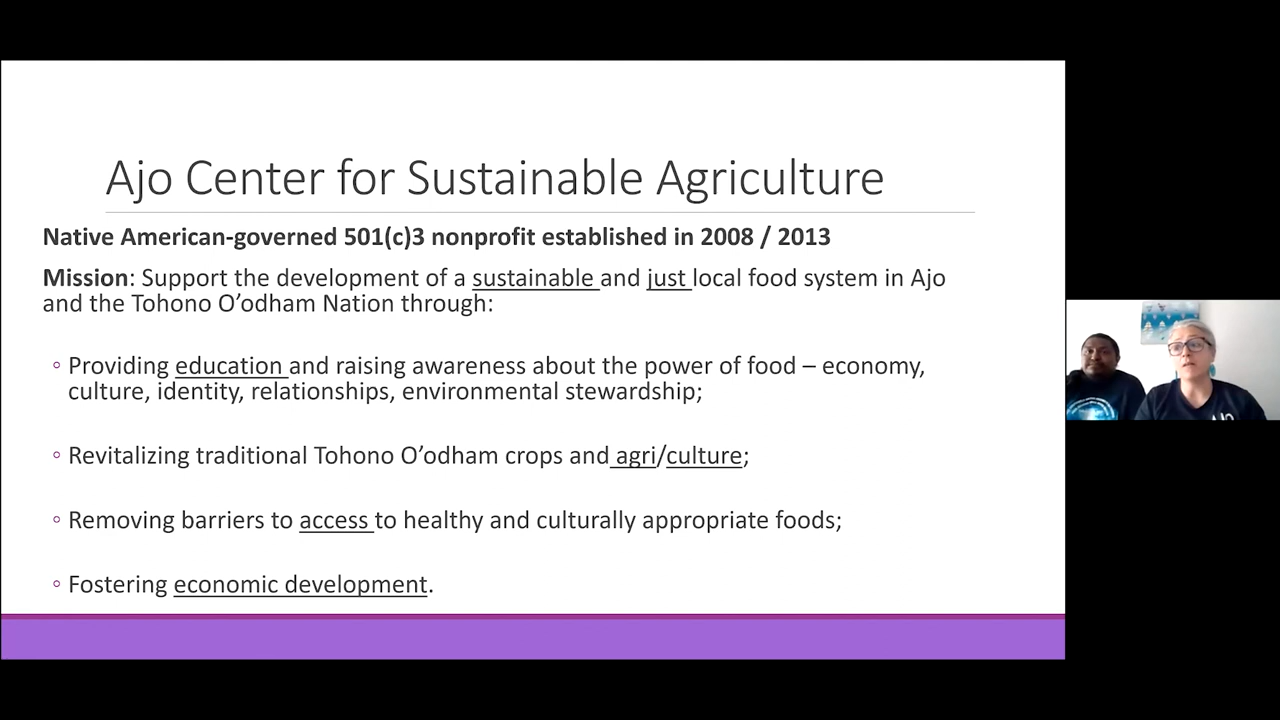 Ajo Center for Sustainable Agriculture
Native American-governed 501(c)3 nonprofit established in 2008 / 2013
Mission: Support the development of a sustainable and just local food system in Ajo
and the Tohono O’odham Nation through:
◦ Providing education and raising awareness about the power of food – economy,
culture, identity, relationships, environmental stewardship;
◦ Revitalizing traditional Tohono O’odham crops and agri/culture;
◦ Removing barriers to access to healthy and culturally appropriate foods;
◦ Fostering economic development.